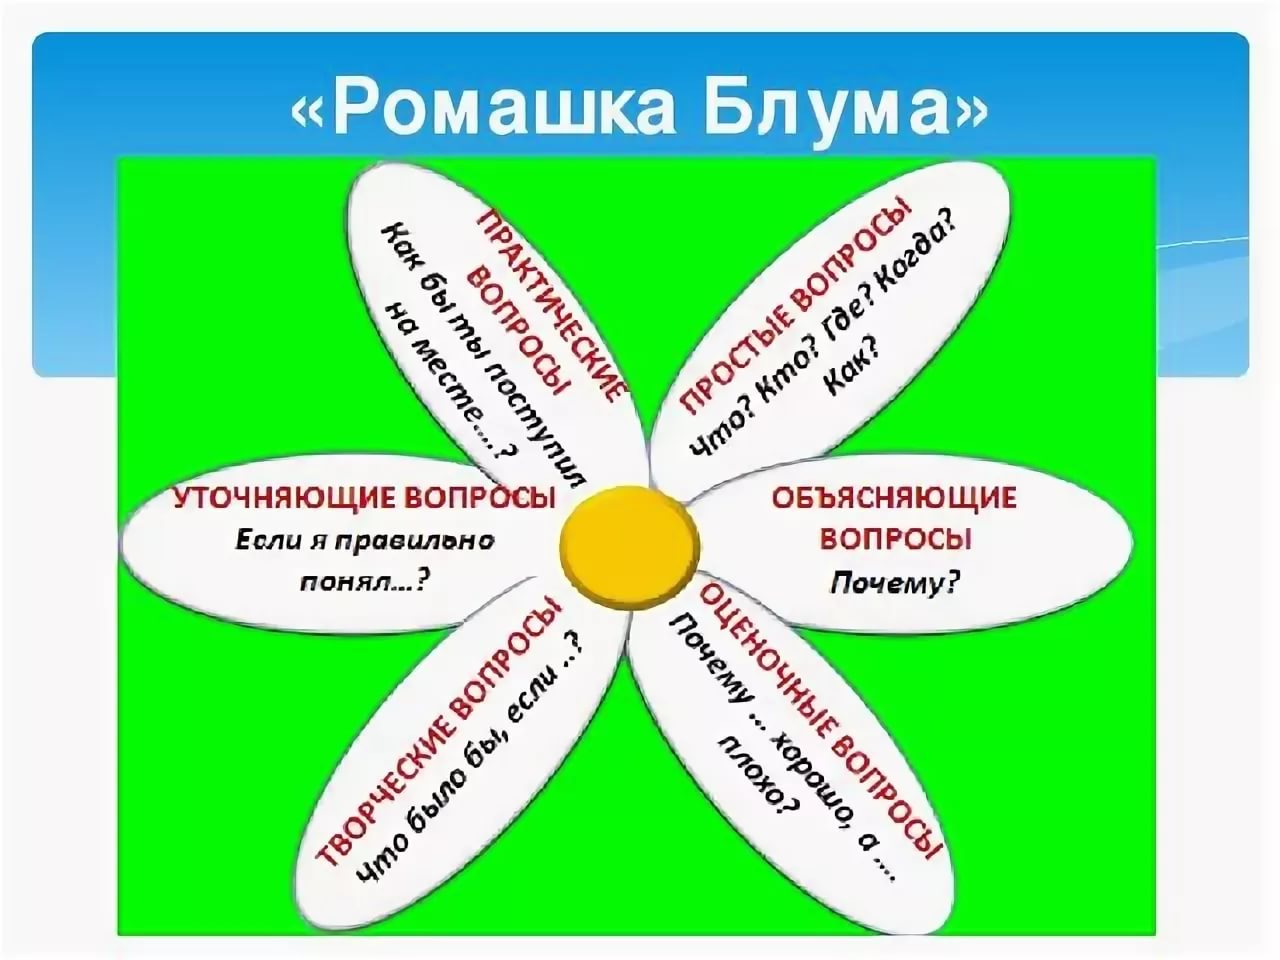 «Ромашка Блума»
ПРАКТИЧЕСКИЕ
ВОПРОСЫ
Как бы ты поступил
на месте....?
ПРОСТЫЕ ВОПРОСЫ
Что? Кто? Где? Когда?
Как?
УТОЧНЯЮЩИЕ ВОПРОСЫ
Если я правильно
понял...?
ОБЪЯСНЯЮЩИЕ
ВОПРОСЫ
Почему?
ТВОРЧЕСКИЕ ВОПРОСЫ
Что было бы, если ..?
ОЦЕНОЧНЫЕ ВОПРОСЫ
Почему ... хорошо, а ....
плохо?